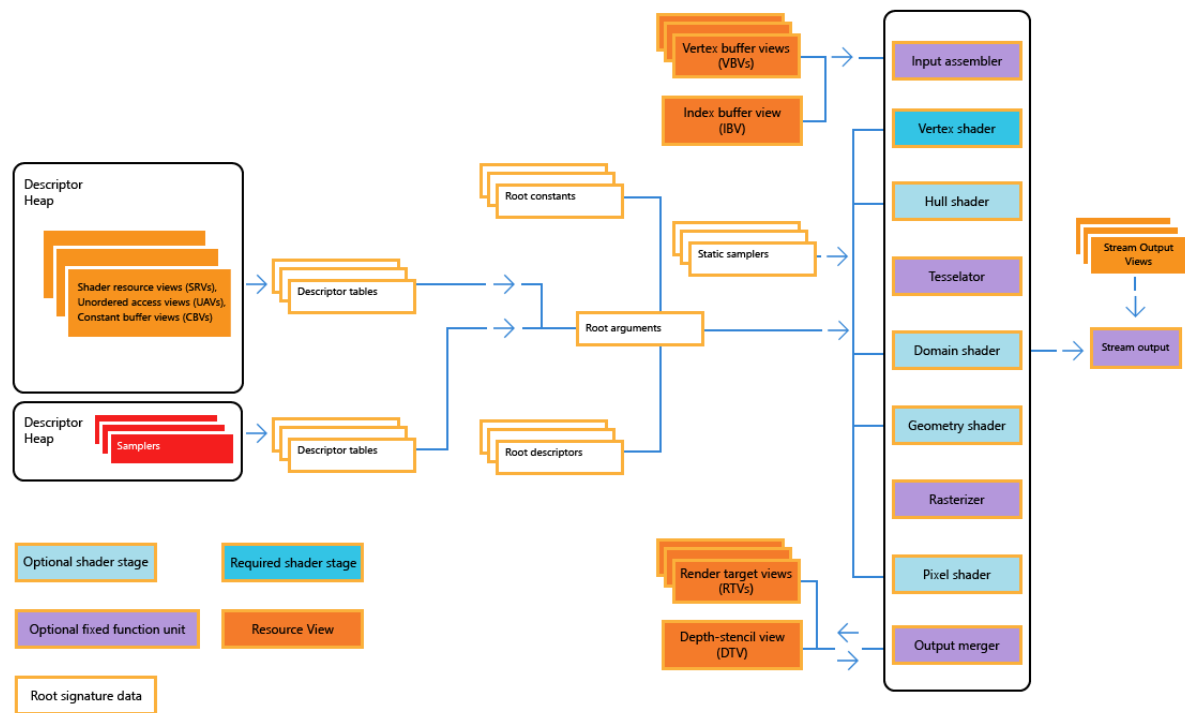 Vertex buffer views
(VBVs)
Index buffer view
(IBV)
Input assembler
Vertex shader
Hull shader
Tesselator
Domain shader
Geometry shader
Rasterizer
Pixel shader
Output merger
Descriptor
Heap
Shader resource views (SRVs),
Unordered access views (UAVs),
Constant buffer views (CBVs)
Descriptor tables
Root constants
Static samplers
Root arguments
Stream Output
Views
Stream output
Descriptor
Heap
Samplers
Descriptor tables
Root descriptors
Render target views
(RTVs)
Depth-stencil view
(DTV)
Optional shader stage
Required shader stage
Optional fixed function unit
Resource View
Root signature data